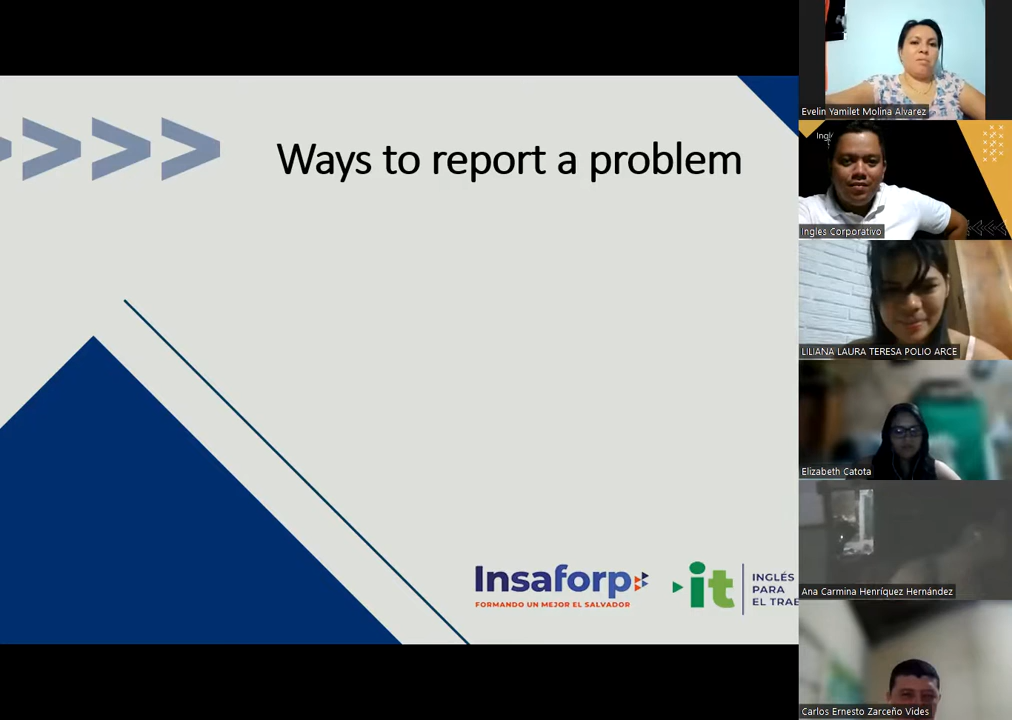 Ways to report a problem
Insaforp
FORMANDO UN MEJOR EL SALVADOR
it
INGLÉS
PARA
EL
Evelin Yamilet Molina Alvarez
Ingles Corporativo
LILIANA LAURA TERESA POLIO ARCE
Elizabeth Catota
Ana Carmina Henríquez Hernández
Carlos Ernesto Zarceño Vides